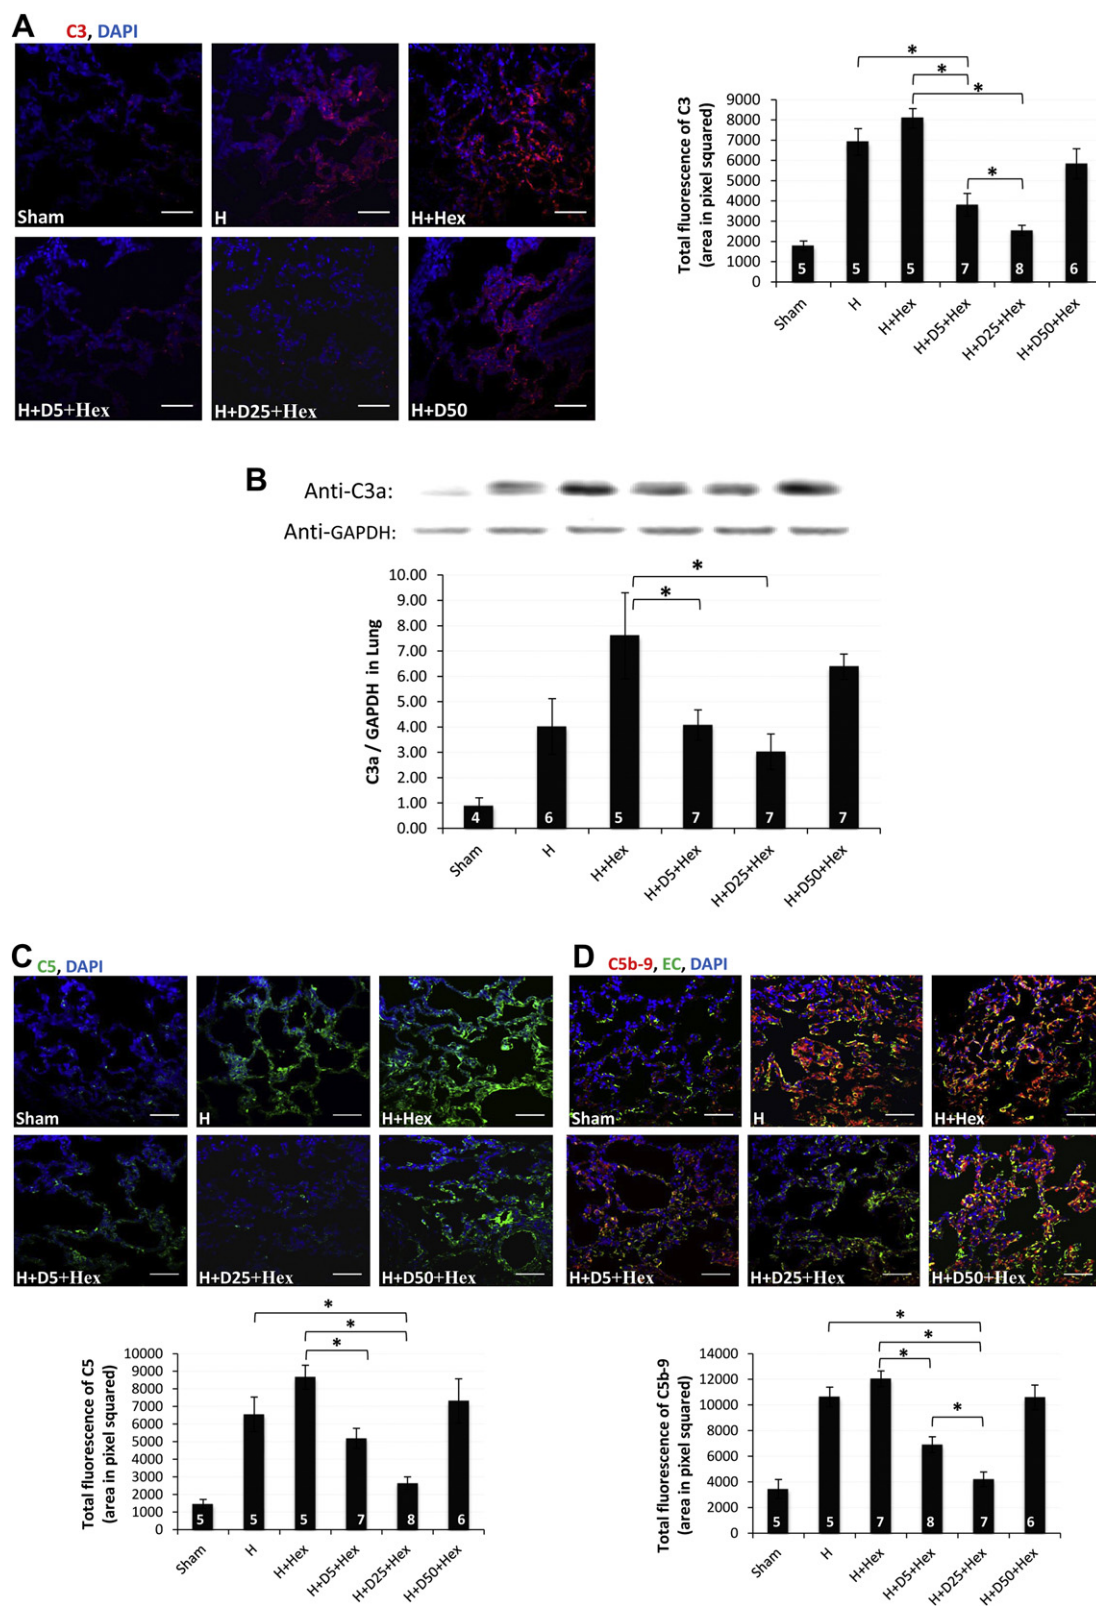 A
C3, DAPI
Sham
H
H+Hex
H+D5+Hex
H+D25+Hex
H+D50
Total fluorescence of C3
(area in pixel squared)
* 
*
*
*
9000
8000
7000
6000
5000
4000
3000
2000
1000
0
5 5 5 7 8 6
Sham H H+Hex H+D5+Hex H+D25+Hex H+D50+Hex
B
Anti-C3a:
Anti-GAPDH:
C3a / GAPDH in Lung
*
*
10.00
9.00
8.00
7.00
6.00
5.00
4.00
3.00
2.00
1.00
0.00
4 6 5 7 7 7
Sham H H+Hex H+D5+Hex H+D25+Hex H+D50+Hex
C
C5, DAPI
Sham
H
H+Hex
H+D5+Hex
H+D25+Hex
H+D50+Hex
Total fluorescence of C5
(area in pixel squared)
*
*
*
10000
9000
8000
7000
6000
5000
4000
3000
2000
1000
0
5 5 5 7 8 6
Sham H H+Hex H+D5+Hex H+D25+Hex H+D50+Hex
D
C5b-9, EC, DAPI
Sham
H
H+Hex
H+D5+Hex
H+D25+Hex
H+D50+Hex
Total fluorescence of C5b-9
(area in pixel squared)
*
*
*
*
14000
12000
10000
8000
6000
4000
2000
0
5 5 7 8 7 6
Sham H H+Hex H+D5+Hex H+D25+Hex H+D50+Hex